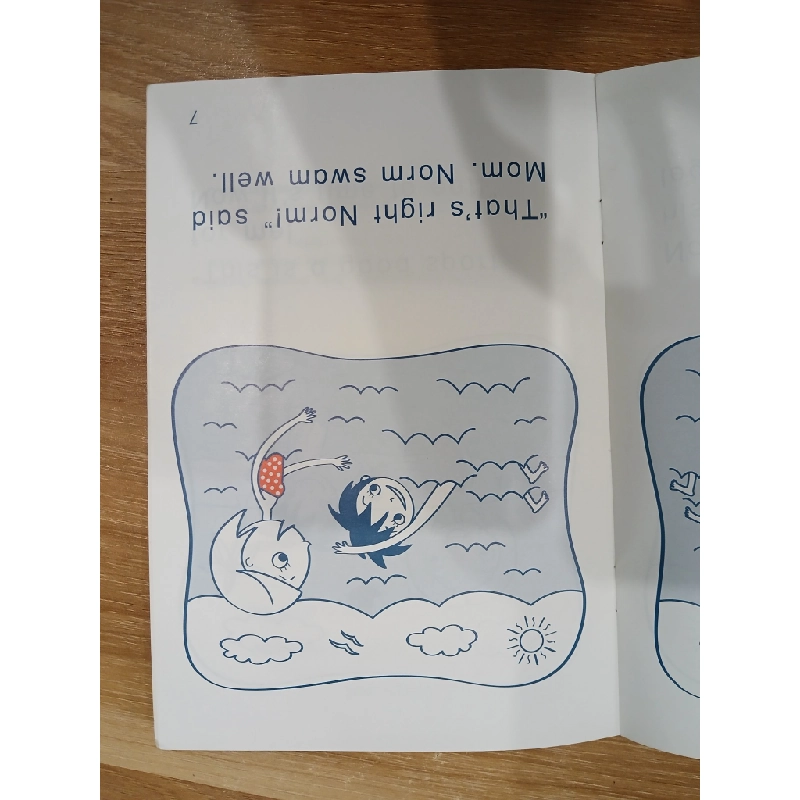 "That's right Norm!" said
Mom. Norm swam well.
7